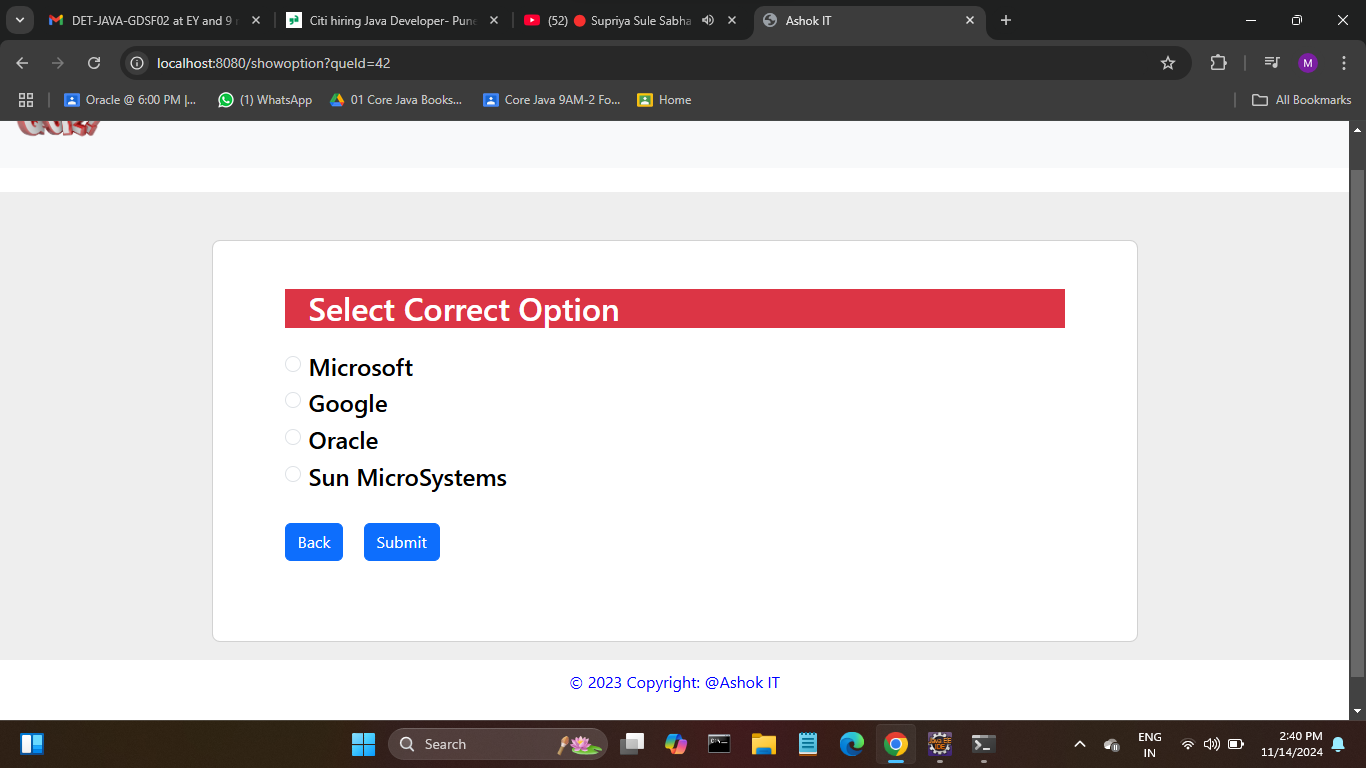 DET-JAVA-GDSF02 at EY and 9
Citi hiring Java Developer- Pune
(52) Supriya Sule Sabha
Ashok IT
localhost:8080/showoption?queId=42
M
Oracle @ 6:00 PM |...
(1) WhatsApp
01 Core Java Books...
Core Java 9AM-2 Fo...
Home
All Bookmarks
Select Correct Option
Microsoft
Google
Oracle
Sun MicroSystems
Back
Submit
© 2023 Copyright: @Ashok IT
Search
ENG
IN
2:40 PM
11/14/2024